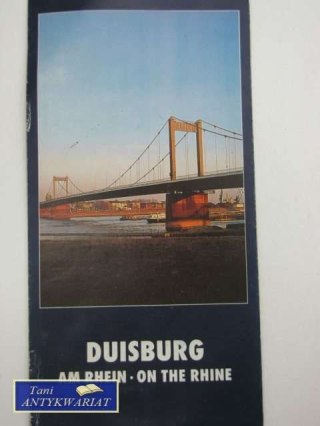 DUISBURG
AM RHEIN · ON THE RHINE
Tani
ANTYKWARIAT